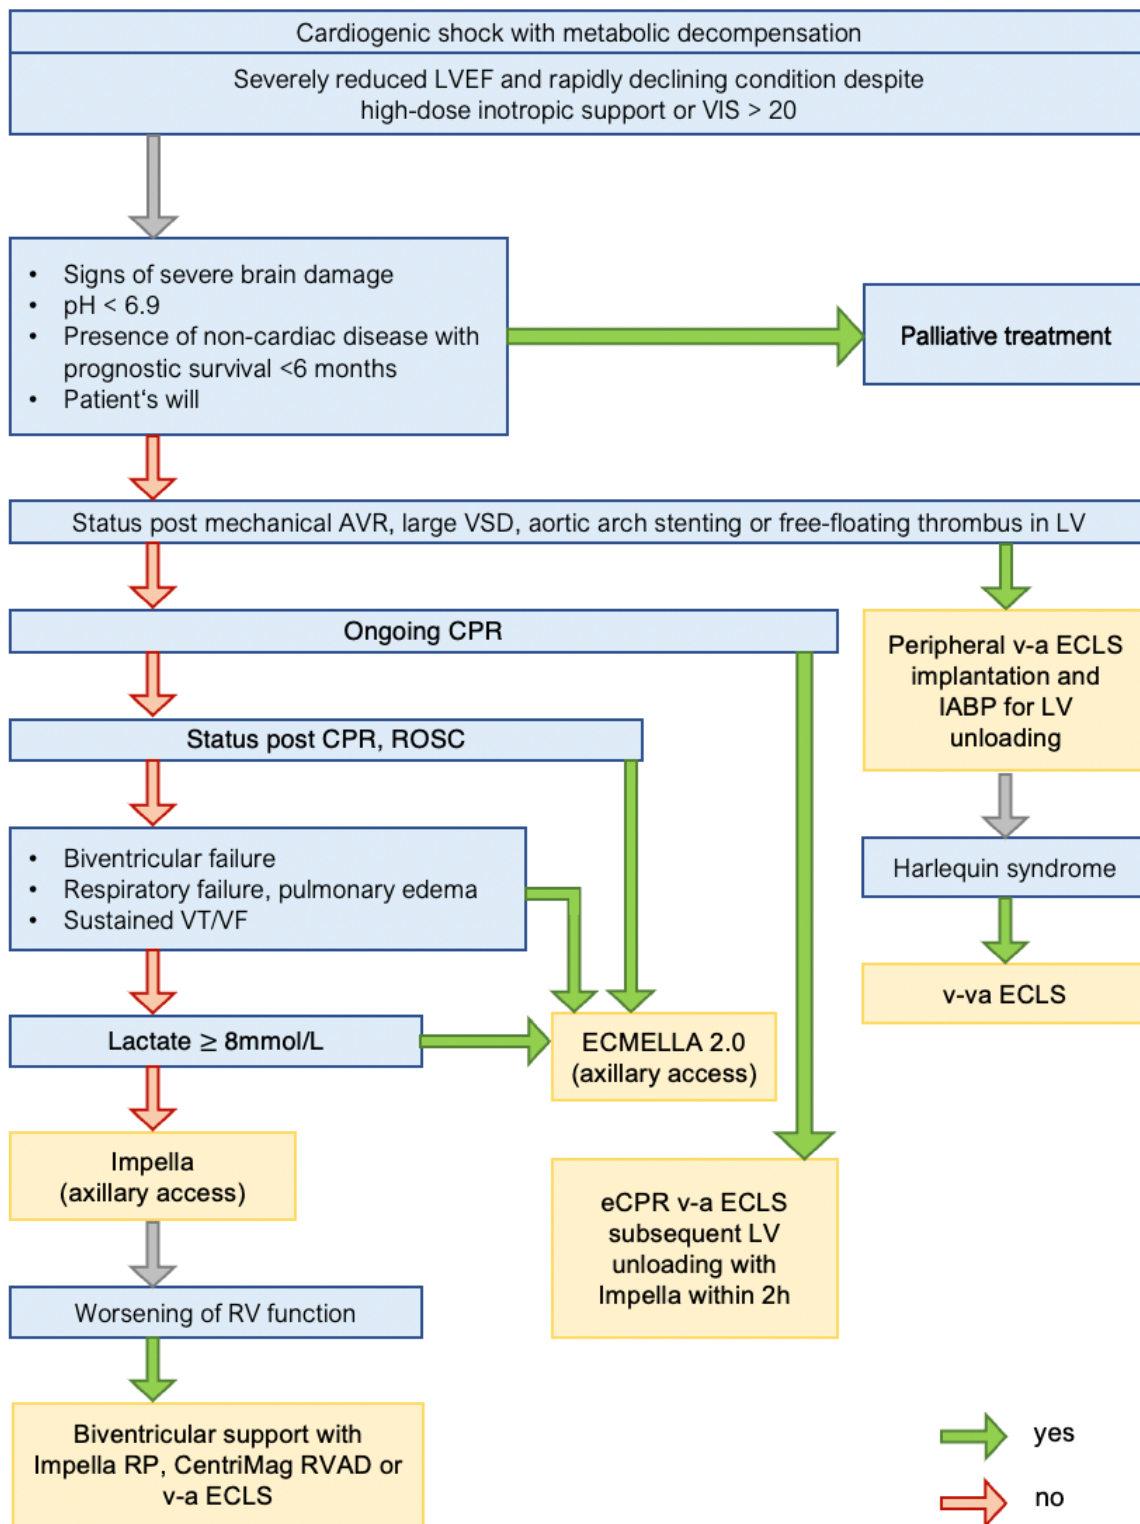 Cardiogenic shock with metabolic decompensation
Severely reduced LVEF and rapidly declining condition despite
high-dose inotropic support or VIS > 20
• Signs of severe brain damage
• pH < 6.9
• Presence of non-cardiac disease with
prognostic survival <6 months
• Patient‘s will
Palliative treatment
Status post mechanical AVR, large VSD, aortic arch stenting or free-floating thrombus in LV
Ongoing CPR
Peripheral v-a ECLS
implantation and
IABP for LV
unloading
Status post CPR, ROSC
• Biventricular failure
• Respiratory failure, pulmonary edema
• Sustained VT/VF
Harlequin syndrome
v-va ECLS
Lactate ≥ 8mmol/L
ECMELLA 2.0
(axillary access)
Impella
(axillary access)
eCPR v-a ECLS
subsequent LV
unloading with
Impella within 2h
Worsening of RV function
Biventricular support with
Impella RP, CentriMag RVAD or
v-a ECLS
yes
no